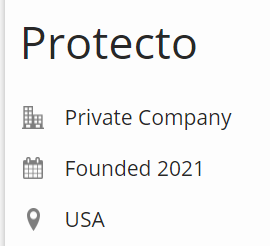 Protecto
Private Company
Founded 2021
USA